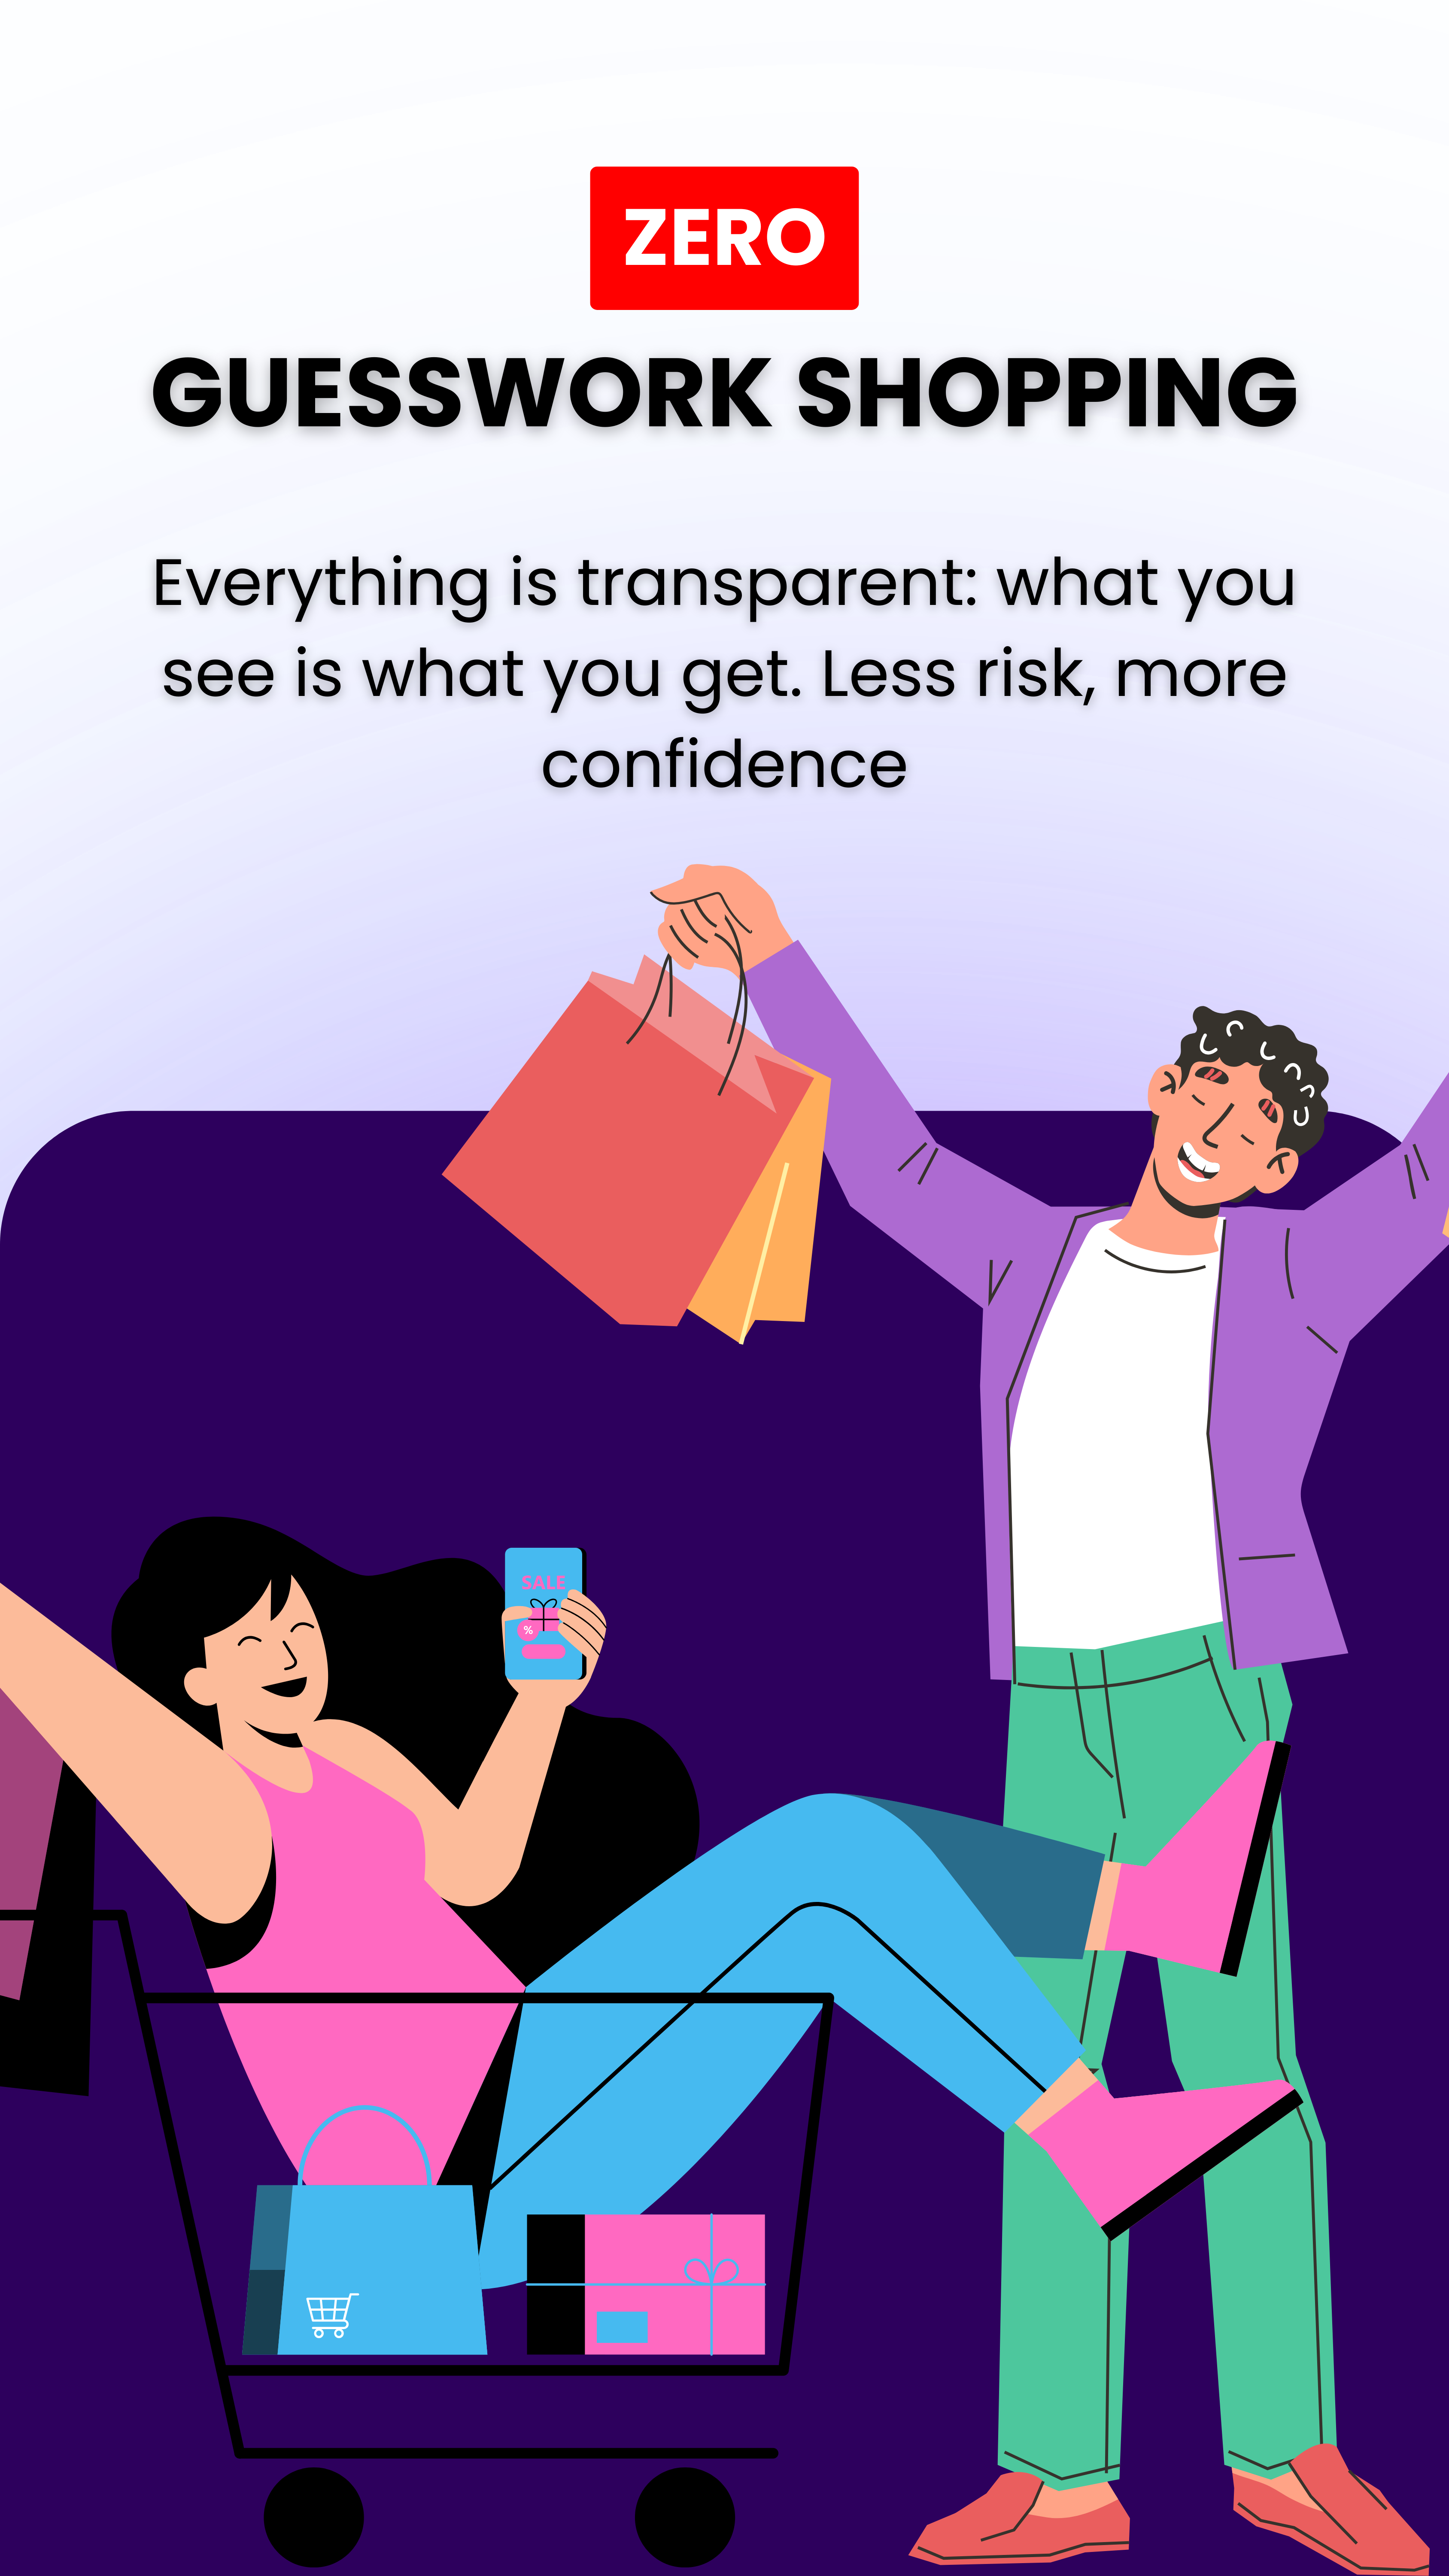 ZERO
GUESSWORK SHOPPING
Everything is transparent: what you
see is what you get. Less risk, more
confidence
SALE
%